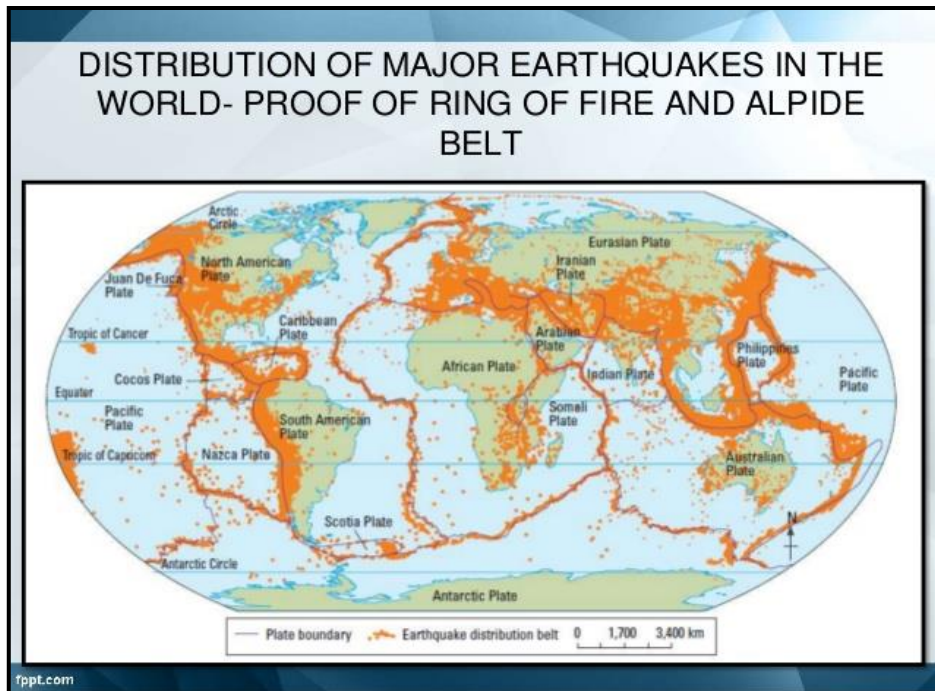 DISTRIBUTION OF MAJOR EARTHQUAKES IN THE
WORLD- PROOF OF RING OF FIRE AND ALPIDE
BELT
Arctic
Circle
North American
Plate
Juan De Fuca
Plate
Eurasian Plate
Iranian
Plate
Tropic of Cancer
Caribbean
Plate
Arabian
Plate
Philippines
Plate
Cocos Plate
African Plate
Indian Plate
Pacific
Plate
Equater
Pacific
Plate
South American
Plate
Somali
Plate
Tropic of Capricorn
Nazca Plate
Australian
Plate
Scotia Plate
N
Antarctic Circle
Antarctic Plate
Plate boundary Earthquake distribution belt 0 1,700 3,400 km
fppt.com